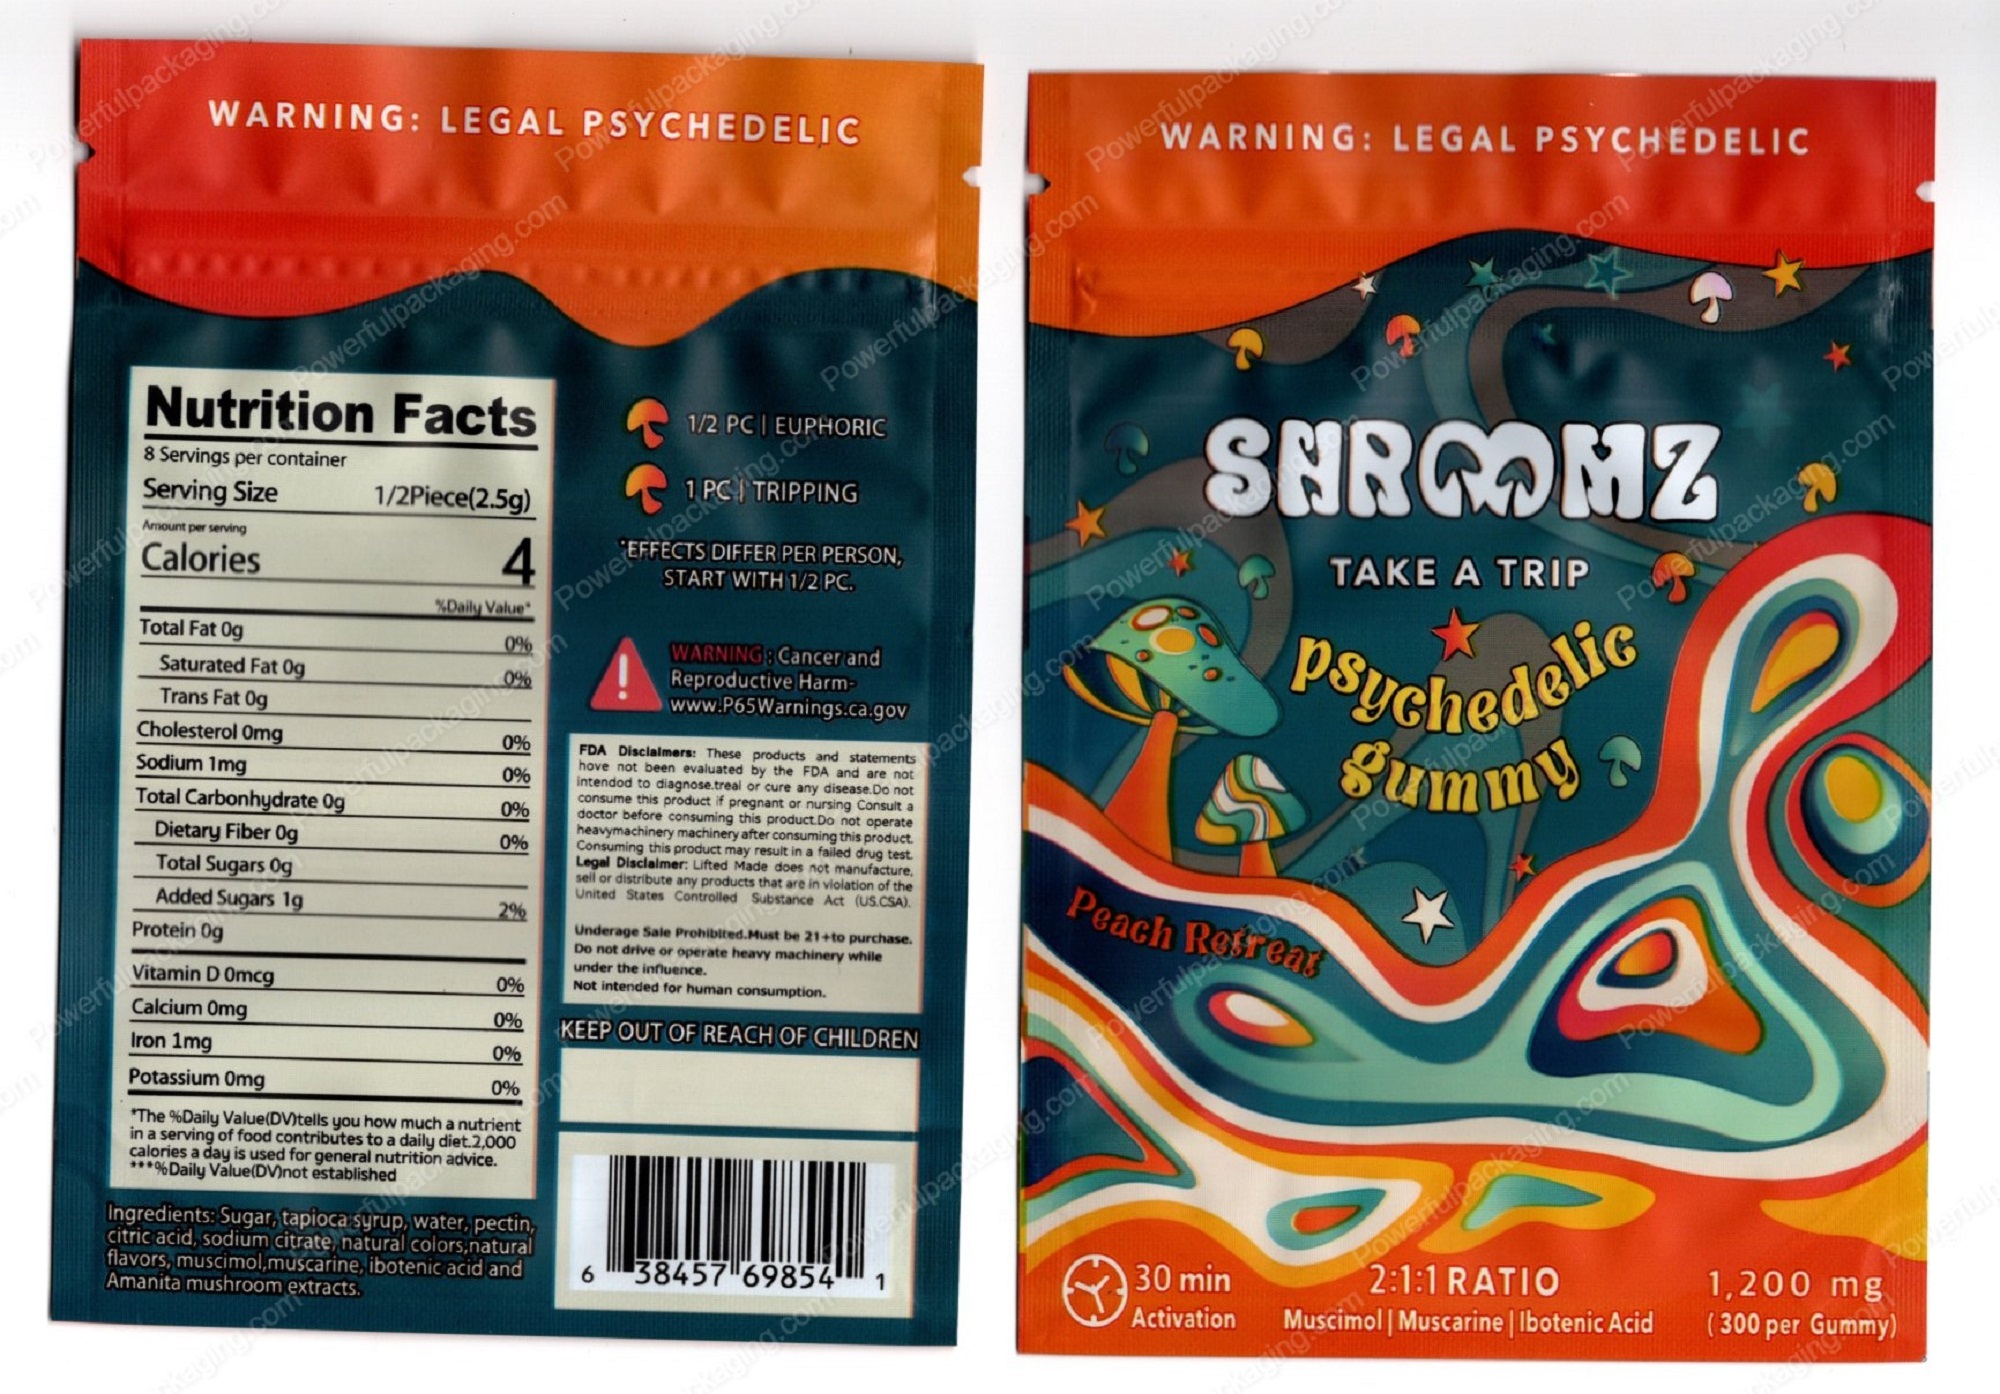 WARNING: LEGAL PSYCHEDELIC
Nutrition Facts
8 Servings per container
Serving Size 1/2Piece(2.5g)
Amount per serving
Calories 4
%Daily Value*
Total Fat 0g 0%
Saturated Fat 0g 0%
Trans Fat 0g
Cholesterol 0mg 0%
Sodium 1mg 0%
Total Carbonhydrate 0g 0%
Dietary Fiber 0g 0%
Total Sugars 0g
Added Sugars 1g 2%
Protein 0g
Vitamin D 0mcg 0%
Calcium 0mg 0%
Iron 1mg 0%
Potassium 0mg 0%
*The %Daily Value(DV)tells you how much a nutrient
in a serving of food contributes to a daily diet.2,000
calories a day is used for general nutrition advice.
***%Daily Value(DV)not established
Ingredients: Sugar, tapioca syrup, water, pectin,
citric acid, sodium citrate, natural colors,natural
flavors, muscimol,muscarine, ibotenic acid and
Amanita mushroom extracts.
1/2 PC | EUPHORIC
1 PC | TRIPPING
*EFFECTS DIFFER PER PERSON,
START WITH 1/2 PC.
WARNING : Cancer and
Reproductive Harm-
www.P65Warnings.ca.gov
FDA Disclaimers: These products and statements
hove not been evaluated by the FDA and are not
intendod to diagnose.treal or cure any disease.Do not
consume this product if pregnant or nursing Consult a
doctor before consuming this product.Do not operate
heavymachinery machinery after consuming this product.
Consuming this product may result in a failed drug test.
Legal Disclaimer: Lifted Made does not manufacture,
sell or distribute any products that are in violation of the
United States Controlled Substance Act (US.CSA).
Underage Sale Prohibited.Must be 21+to purchase.
Do not drive or operate heavy machinery while
under the influence.
Not intended for human consumption.
KEEP OUT OF REACH OF CHILDREN
6 38457 69854 1
WARNING: LEGAL PSYCHEDELIC
SHROOMZ
TAKE A TRIP
psychedelic
gummy
Peach Retreat
30 min
Activation
2:1:1 RATIO
Muscimol | Muscarine | Ibotenic Acid
1,200 mg
( 300 per Gummy)
Powerfulpackaging.com